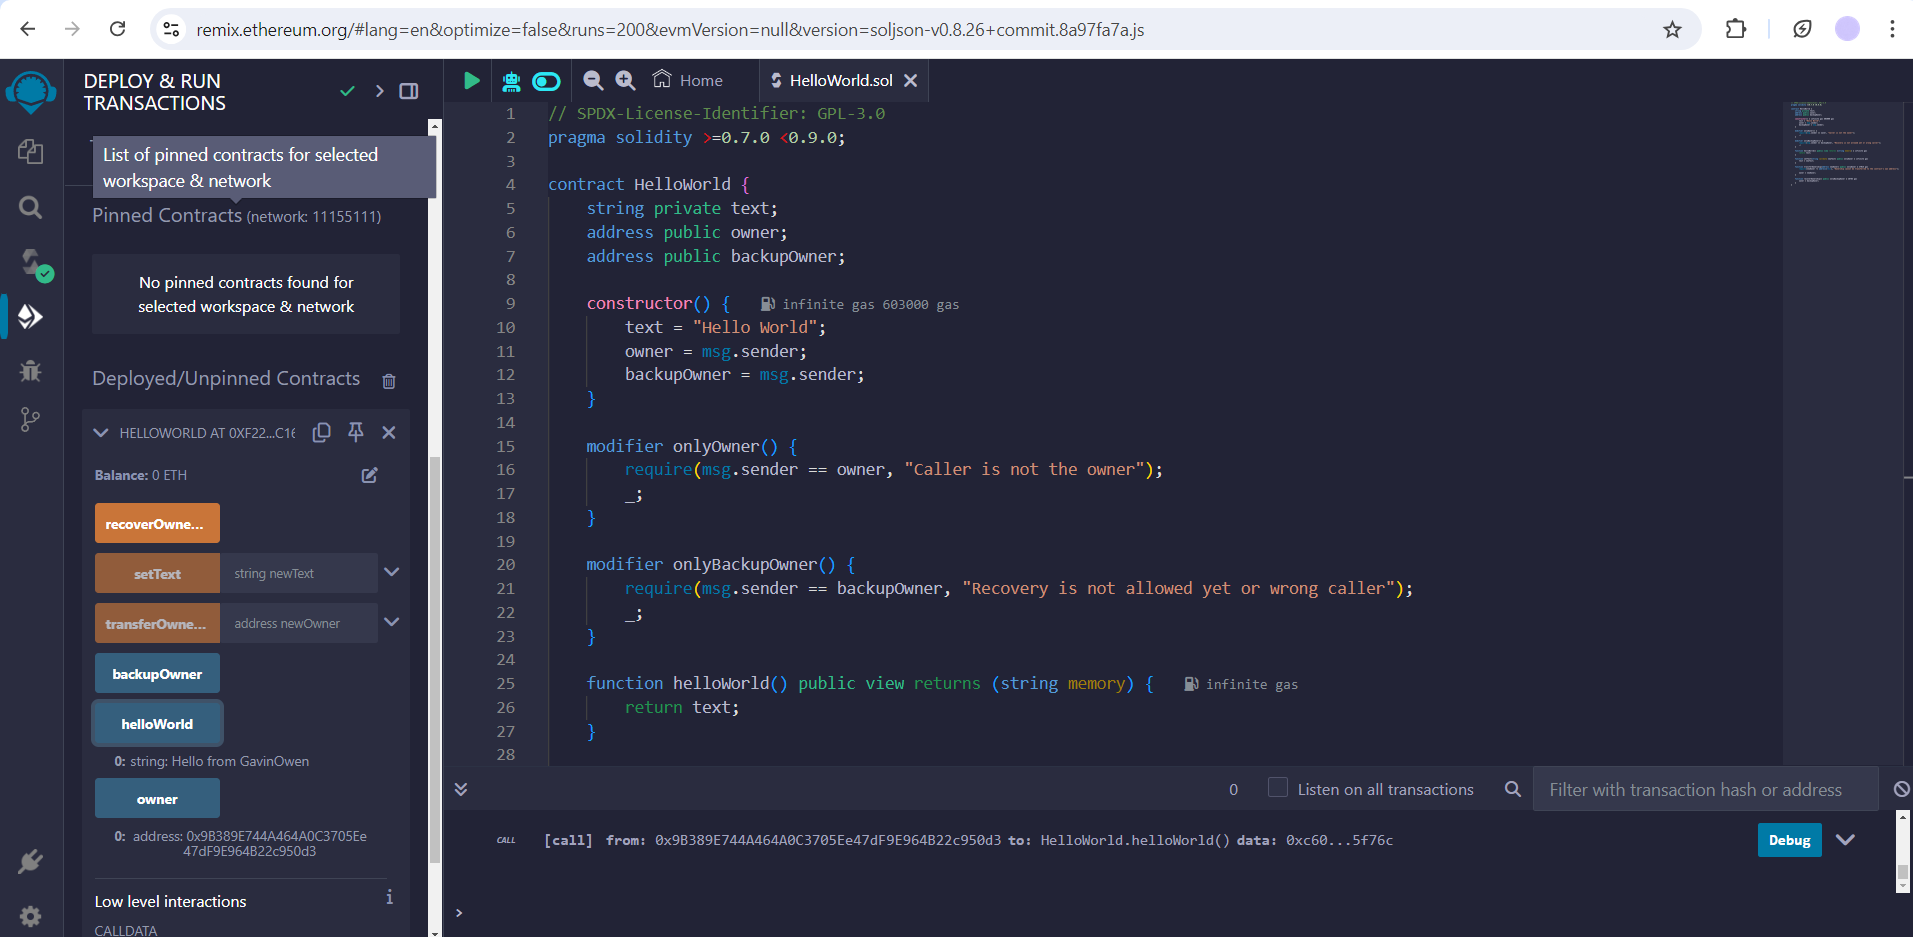 remix.ethereum.org/#lang=en&optimize=false&runs=200&evmVersion=null&version=soljson-v0.8.26+commit.8a97fa7a.js
DEPLOY & RUN
TRANSACTIONS
List of pinned contracts for selected
workspace & network
Pinned Contracts (network: 11155111)
No pinned contracts found for
selected workspace & network
Deployed/Unpinned Contracts
HELLOWORLD AT 0XF22...C16
Balance: 0 ETH
recoverOwne...
setText string newText
transferOwne... address newOwner
backupOwner
helloWorld
0: string: Hello from GavinOwen
owner
0: address: 0x9B389E744A464A0C3705Ee
47dF9E964B22c950d3
Low level interactions i
CALLDATA
Home HelloWorld.sol
1 // SPDX-License-Identifier: GPL-3.0
2 pragma solidity >=0.7.0 <0.9.0;
3
4 contract HelloWorld {
5 string private text;
6 address public owner;
7 address public backupOwner;
8
9 constructor() { infinite gas 603000 gas
10 text = "Hello World";
11 owner = msg.sender;
12 backupOwner = msg.sender;
13 }
14
15 modifier onlyOwner() {
16 require(msg.sender == owner, "Caller is not the owner");
17 _;
18 }
19
20 modifier onlyBackupOwner() {
21 require(msg.sender == backupOwner, "Recovery is not allowed yet or wrong caller");
22 _;
23 }
24
25 function helloWorld() public view returns (string memory) { infinite gas
26 return text;
27 }
28
0 Listen on all transactions Filter with transaction hash or address
CALL [call] from: 0x9B389E744A464A0C3705Ee47dF9E964B22c950d3 to: HelloWorld.helloWorld() data: 0xc60...5f76c Debug
>